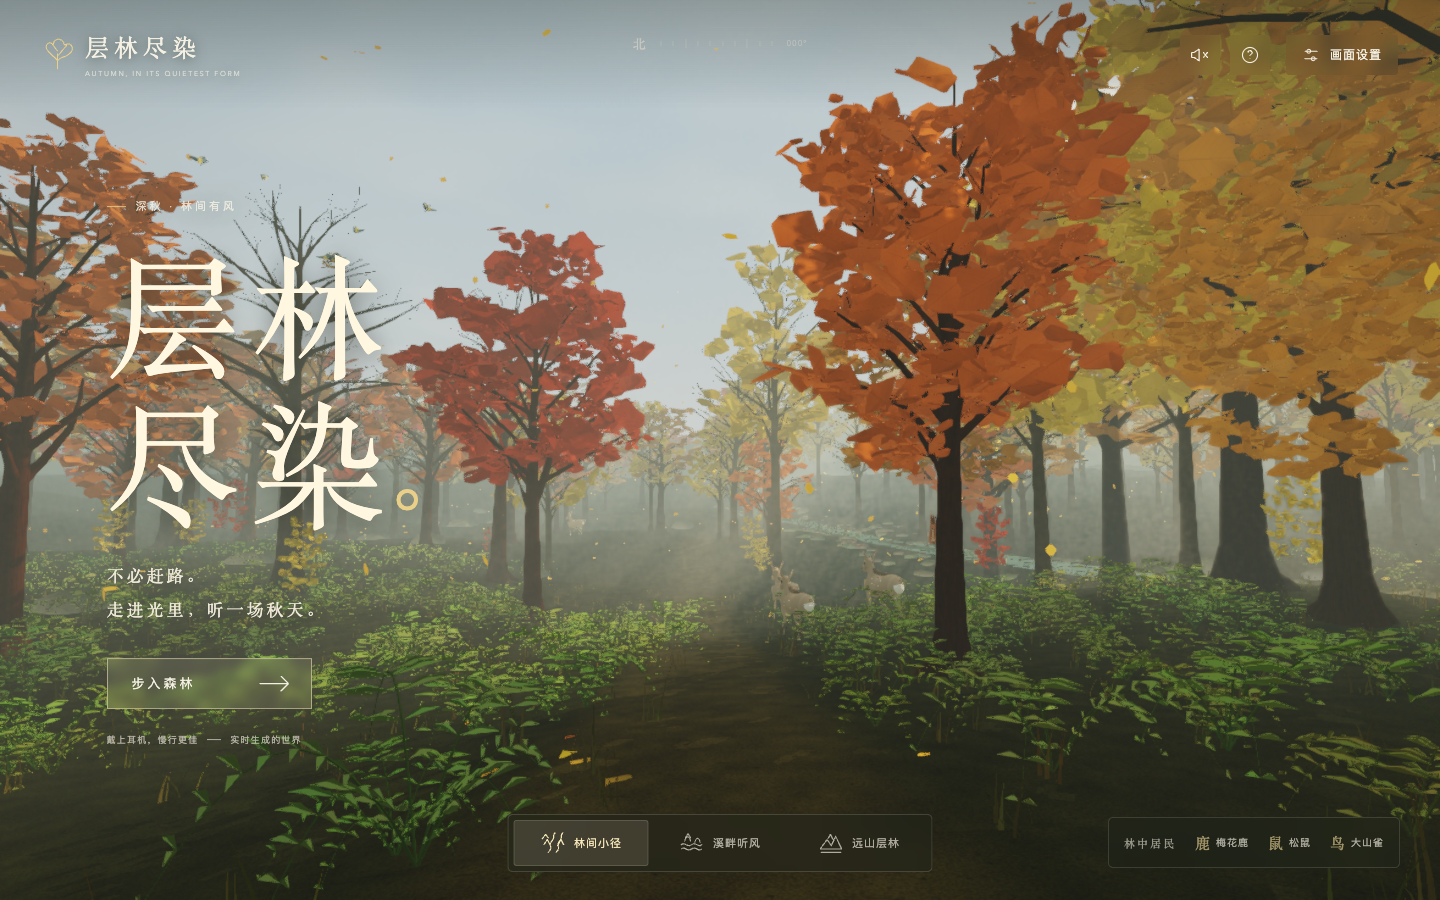 层林尽染
AUTUMN, IN ITS QUIETEST FORM
北 000°
画面设置
深秋 · 林间有风
层林
尽染。
不必赶路。
走进光里，听一场秋天。
步入森林
戴上耳机，慢行更佳 — 实时生成的世界
林间小径 溪畔听风 远山层林
林中居民 鹿 梅花鹿 鼠 松鼠 鸟 大山雀